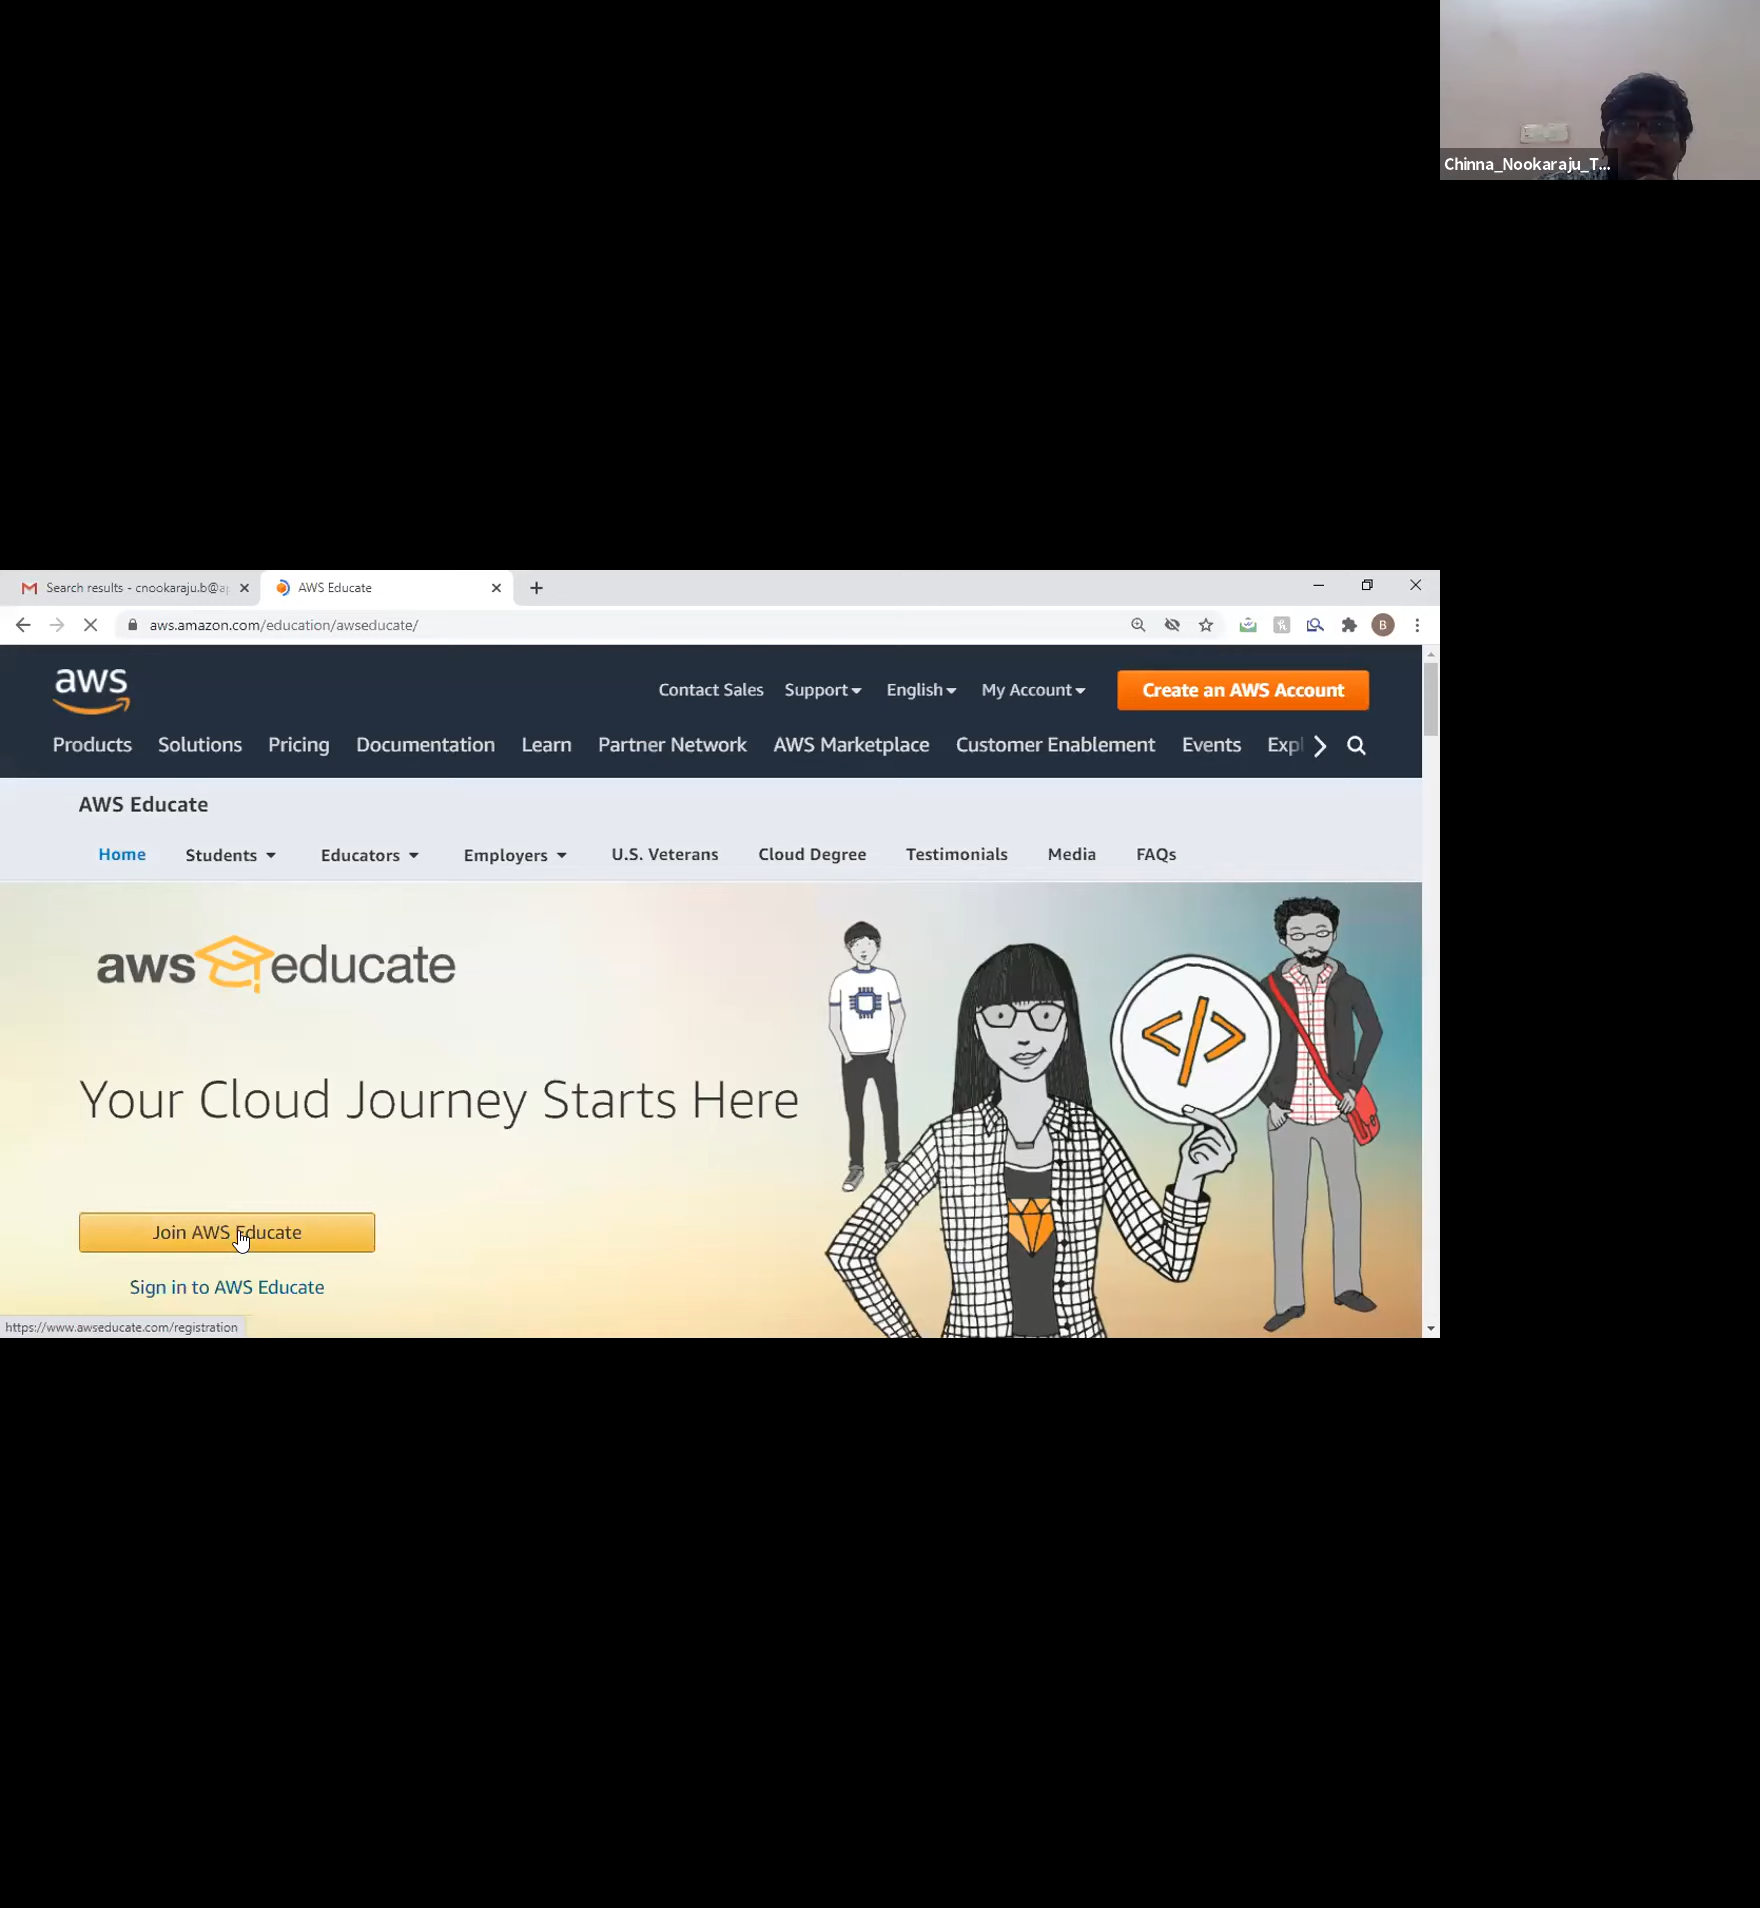 Chinna_Nookaraju_T...
Search results - cnookaraju.b@a
AWS Educate
aws.amazon.com/education/awseducate/
B
aws
Contact Sales Support English My Account Create an AWS Account
Products Solutions Pricing Documentation Learn Partner Network AWS Marketplace Customer Enablement Events Expl
AWS Educate
Home Students Educators Employers U.S. Veterans Cloud Degree Testimonials Media FAQs
aws educate
</>
Your Cloud Journey Starts Here
Join AWS Educate
Sign in to AWS Educate
https://www.awseducate.com/registration